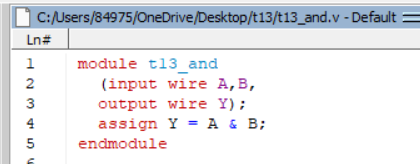 C:/Users/84975/OneDrive/Desktop/t13/t13_and.v - Default
Ln#
1 module t13_and
2 (input wire A,B,
3 output wire Y);
4 assign Y = A & B;
5 endmodule
6